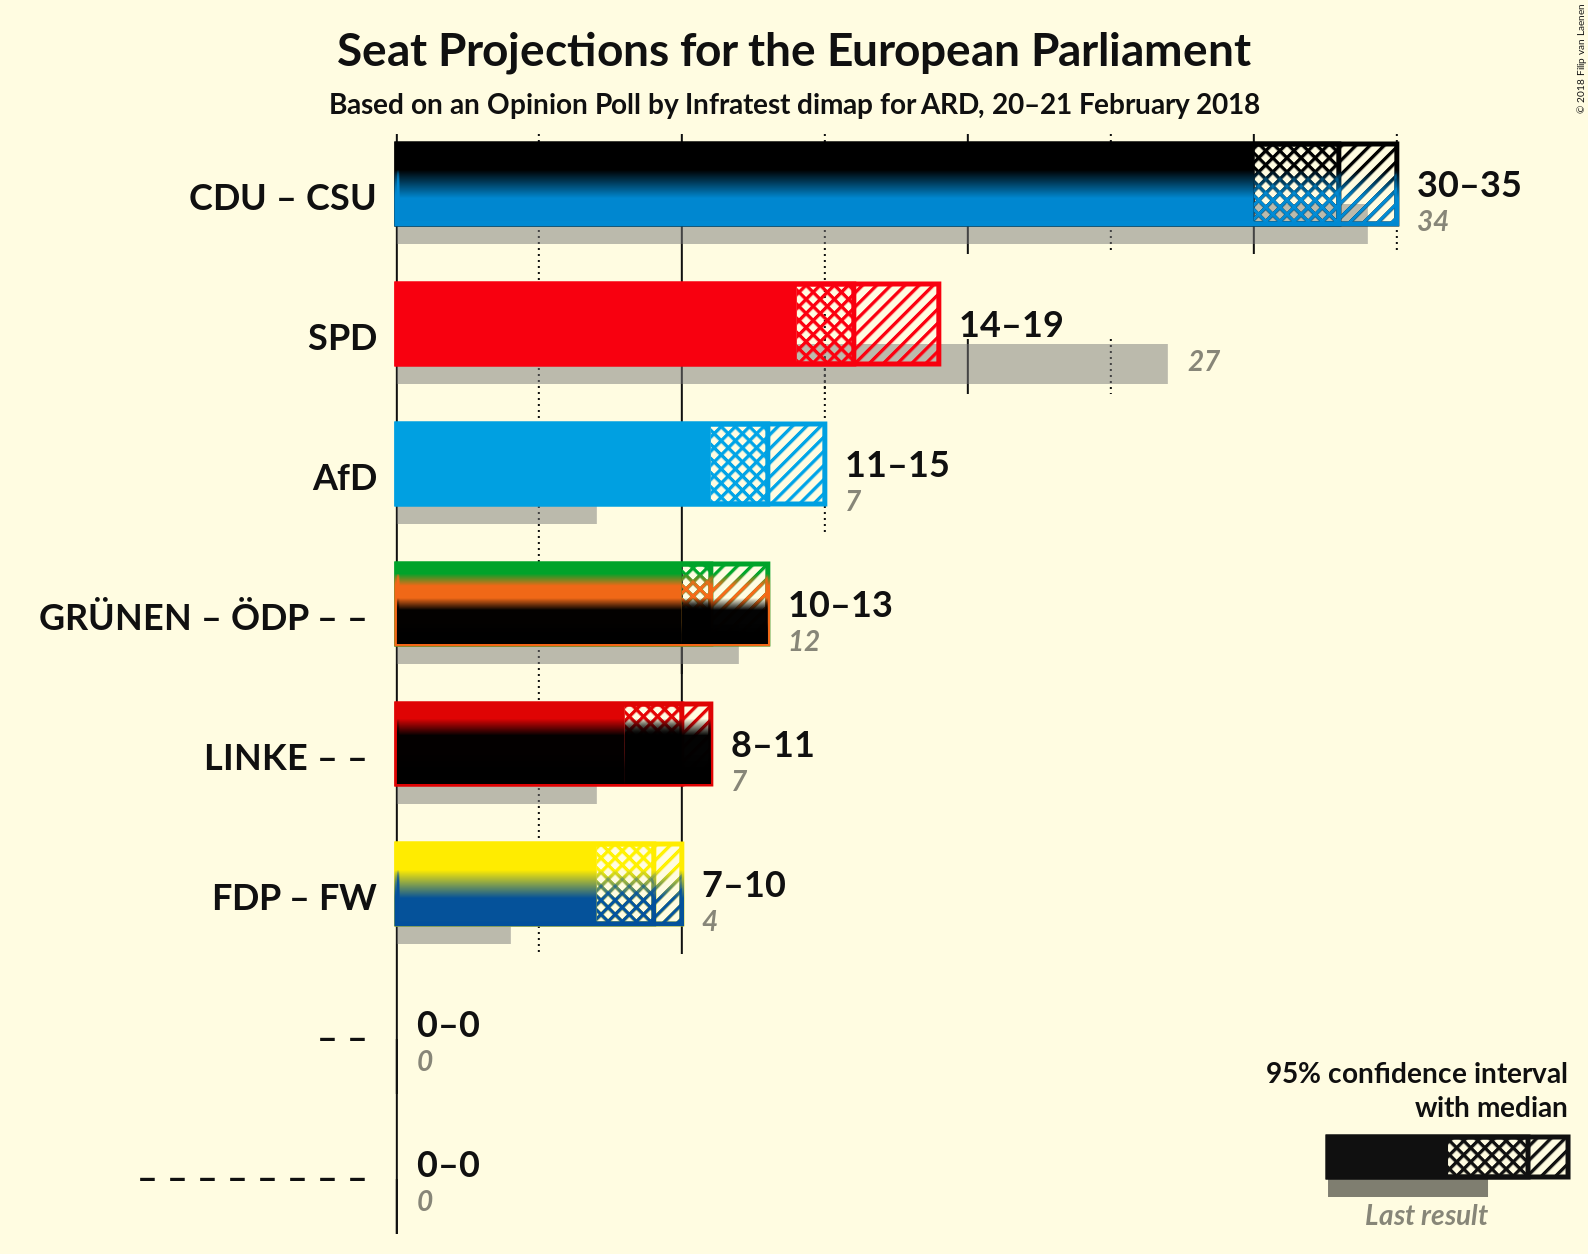 Seat Projections for the European Parliament
Based on an Opinion Poll by Infratest dimap for ARD, 20–21 February 2018
© 2018 Filip van Laenen
CDU – CSU
30–35
34
SPD
14–19
27
AfD
11–15
7
GRÜNEN – ÖDP – –
10–13
12
LINKE – –
8–11
7
FDP – FW
7–10
4
– –
0–0
0
– – – – – – – –
0–0
0
95% confidence interval
with median
Last result